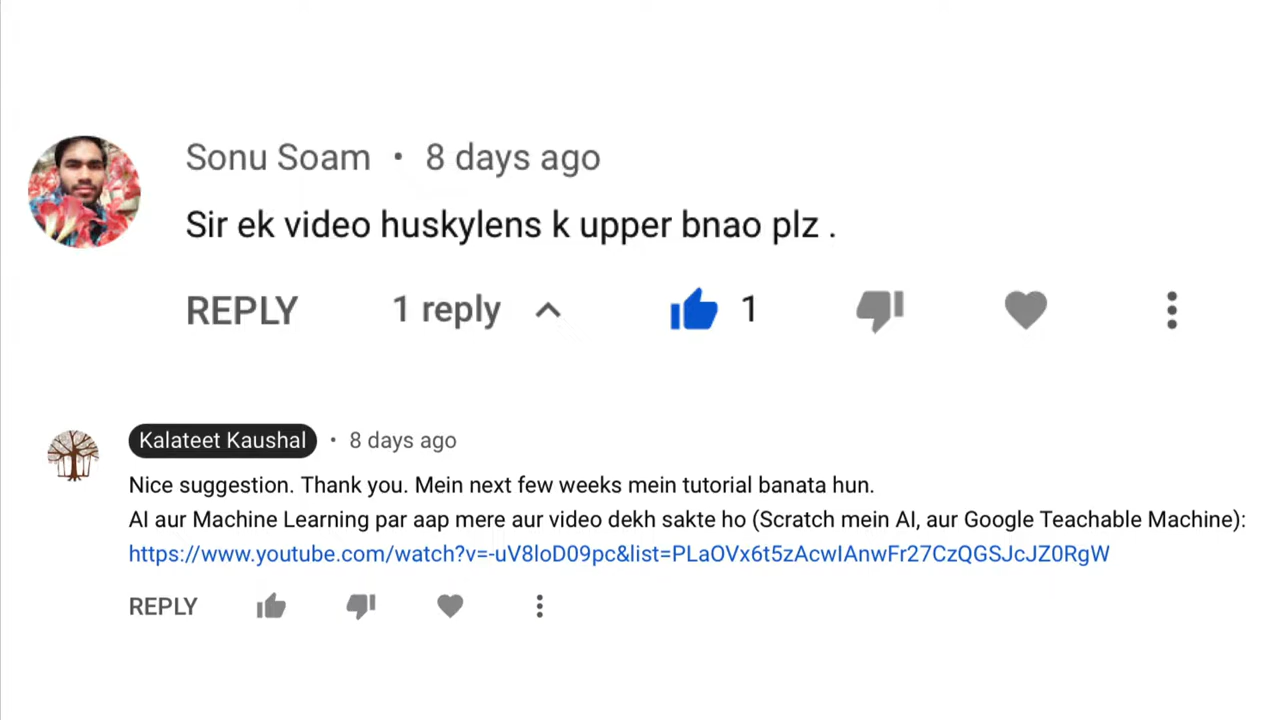 Sonu Soam • 8 days ago
Sir ek video huskylens k upper bnao plz .
REPLY 1 reply 1
Kalateet Kaushal • 8 days ago
Nice suggestion. Thank you. Mein next few weeks mein tutorial banata hun.
AI aur Machine Learning par aap mere aur video dekh sakte ho (Scratch mein AI, aur Google Teachable Machine):
https://www.youtube.com/watch?v=-uV8loD09pc&list=PLaOVx6t5zAcwIAnwFr27CzQGSJcJZ0RgW
REPLY